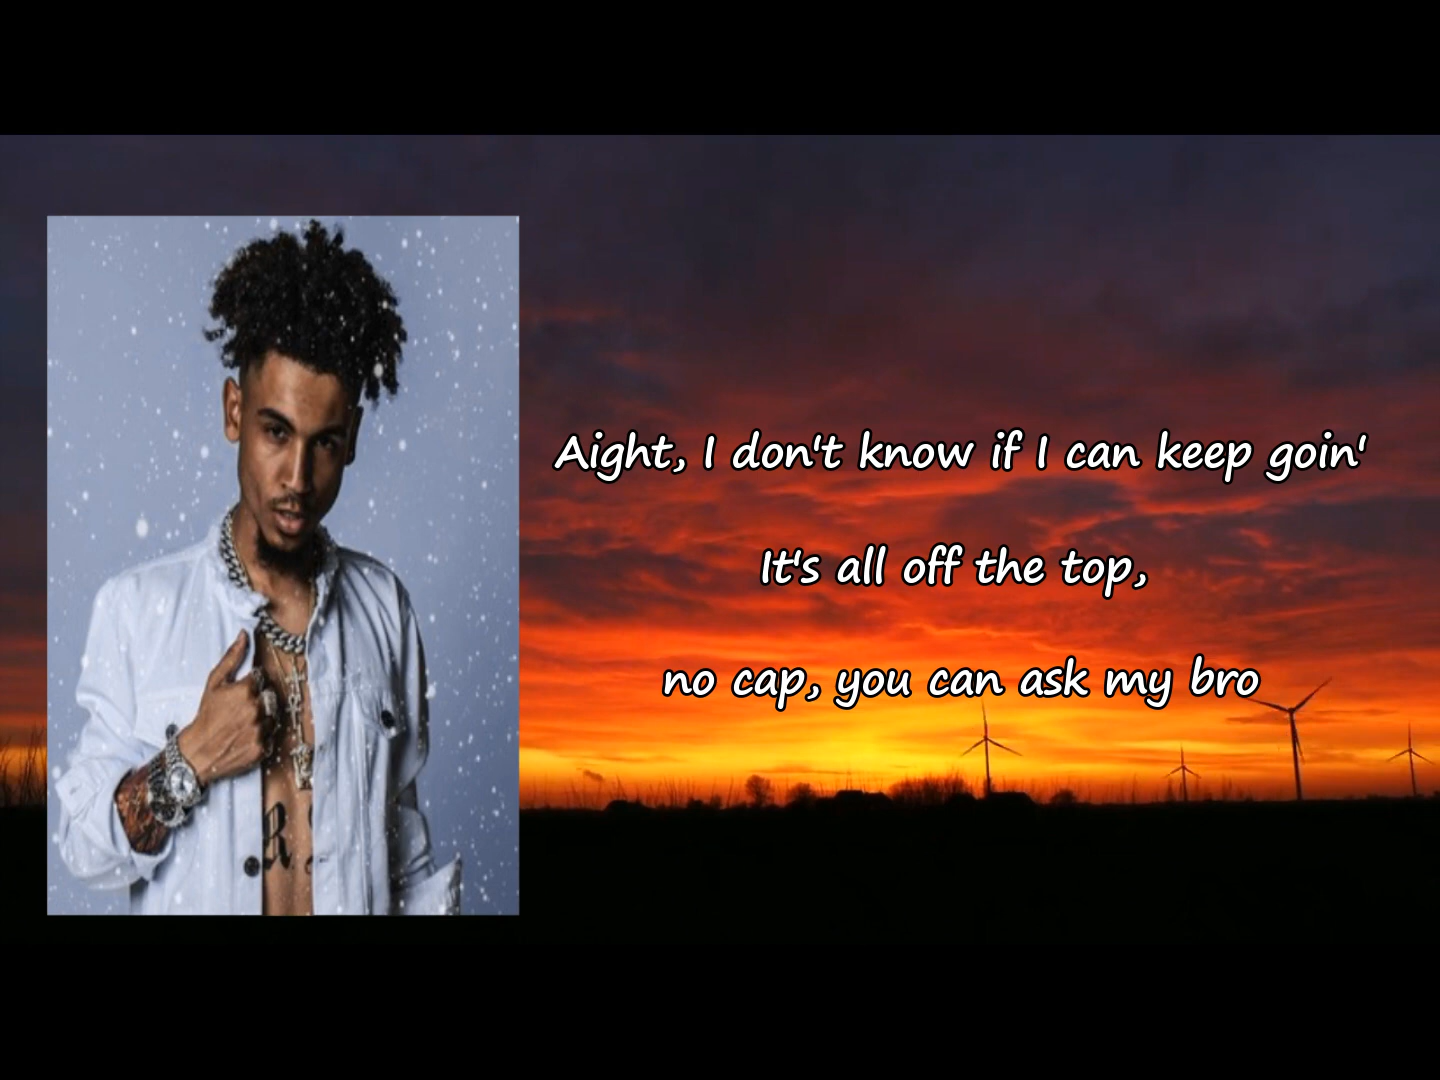 Aight, I don't know if I can keep goin'
It's all off the top,
no cap, you can ask my bro